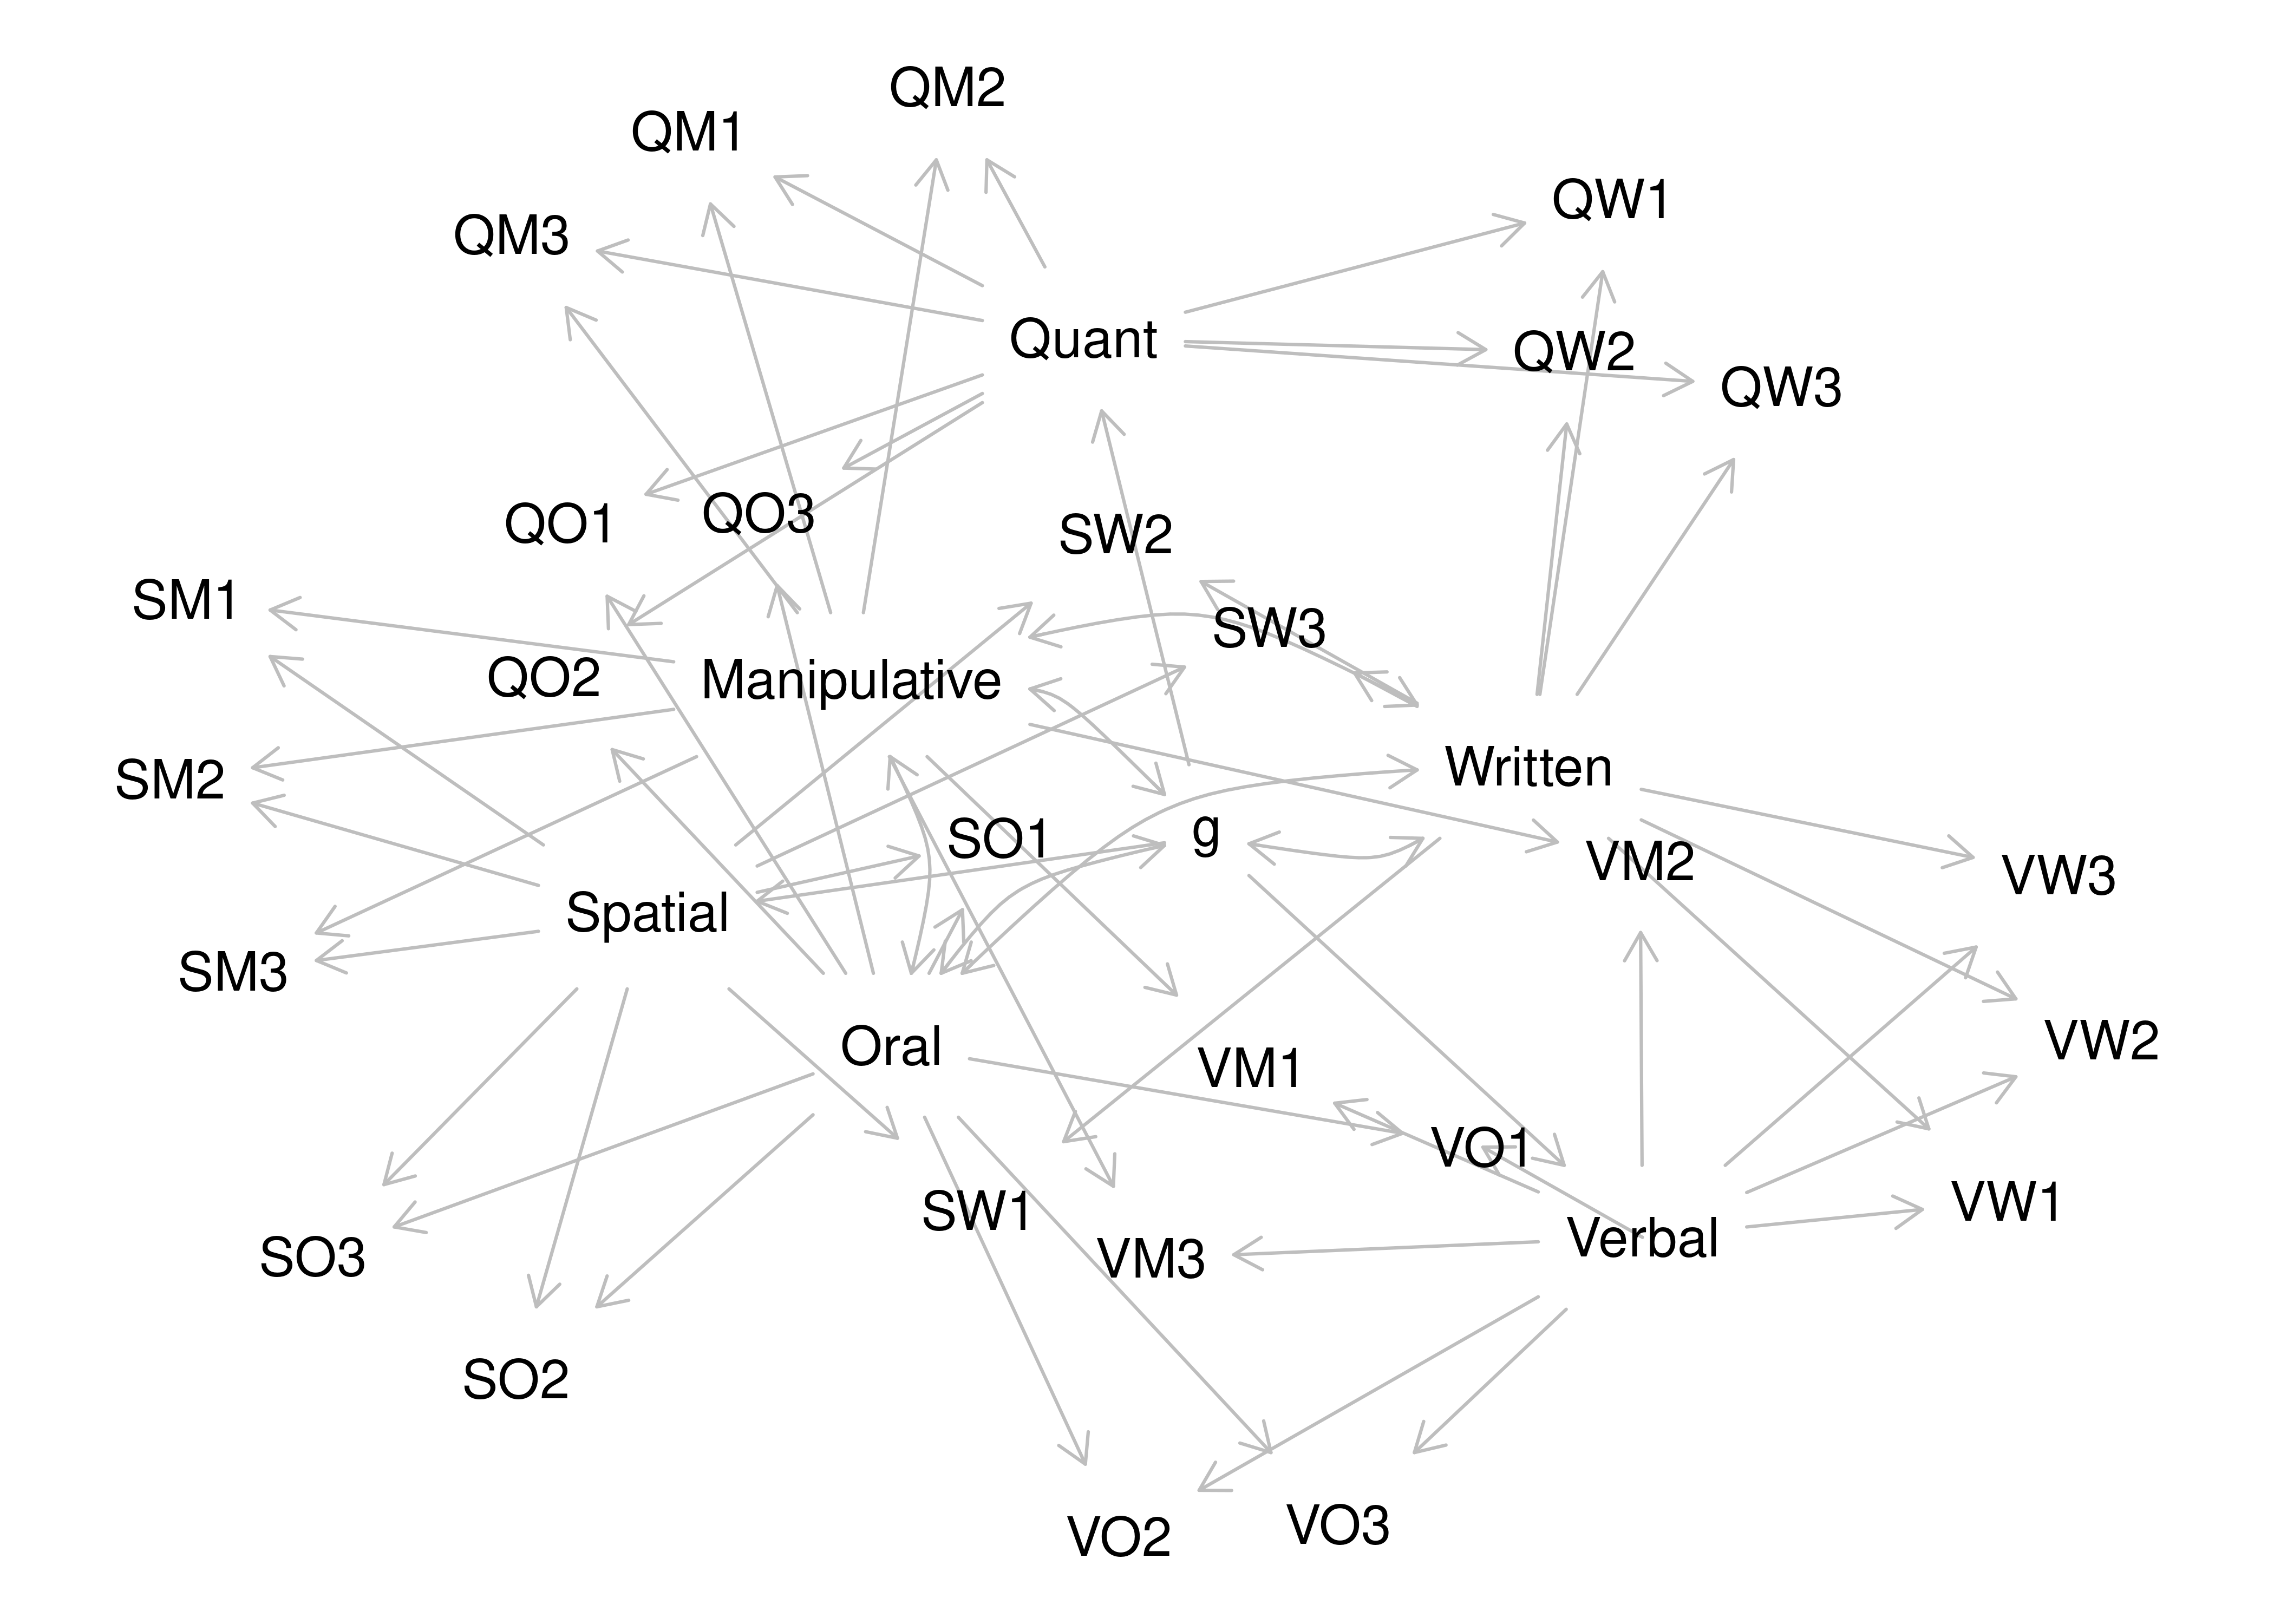 QM2
QM1
QW1
QM3
Quant
QW2
QW3
QO3
QO1
SW2
SM1
SW3
QO2
Manipulative
Written
SM2
g
SO1
VM2
VW3
Spatial
SM3
VW2
Oral
VM1
VO1
VW1
SW1
Verbal
SO3
VM3
SO2
VO3
VO2